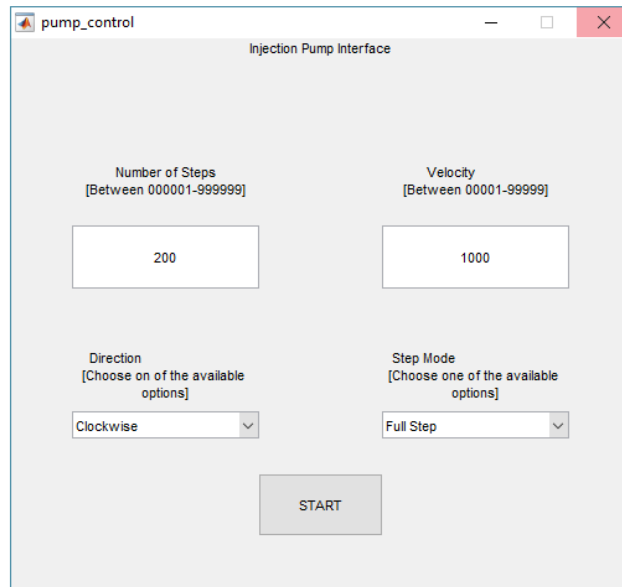 pump_control
Injection Pump Interface
Number of Steps
[Between 000001-999999]
Velocity
[Between 00001-99999]
200
1000
Direction
[Choose on of the available
options]
Step Mode
[Choose one of the available
options]
Clockwise
Full Step
START